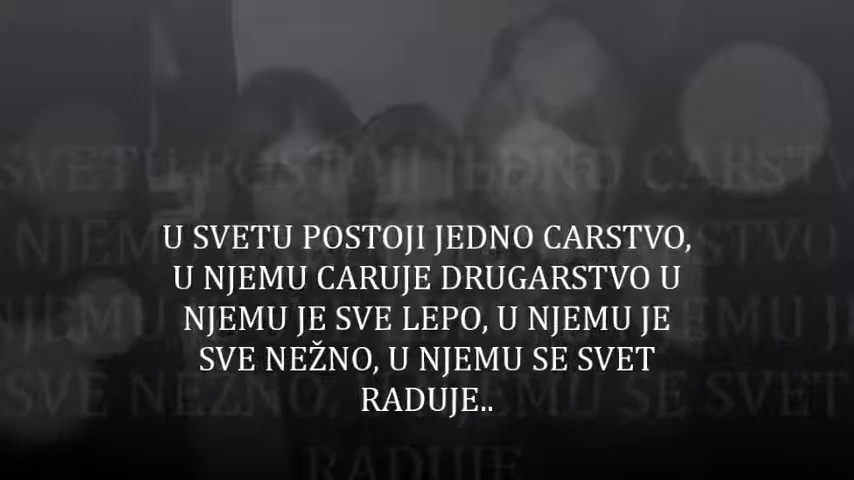 U SVETU POSTOJI JEDNO CARSTVO,
U NJEMU CARUJE DRUGARSTVO U
NJEMU JE SVE LEPO, U NJEMU JE
SVE NEŽNO, U NJEMU SE SVET
RADUJE..